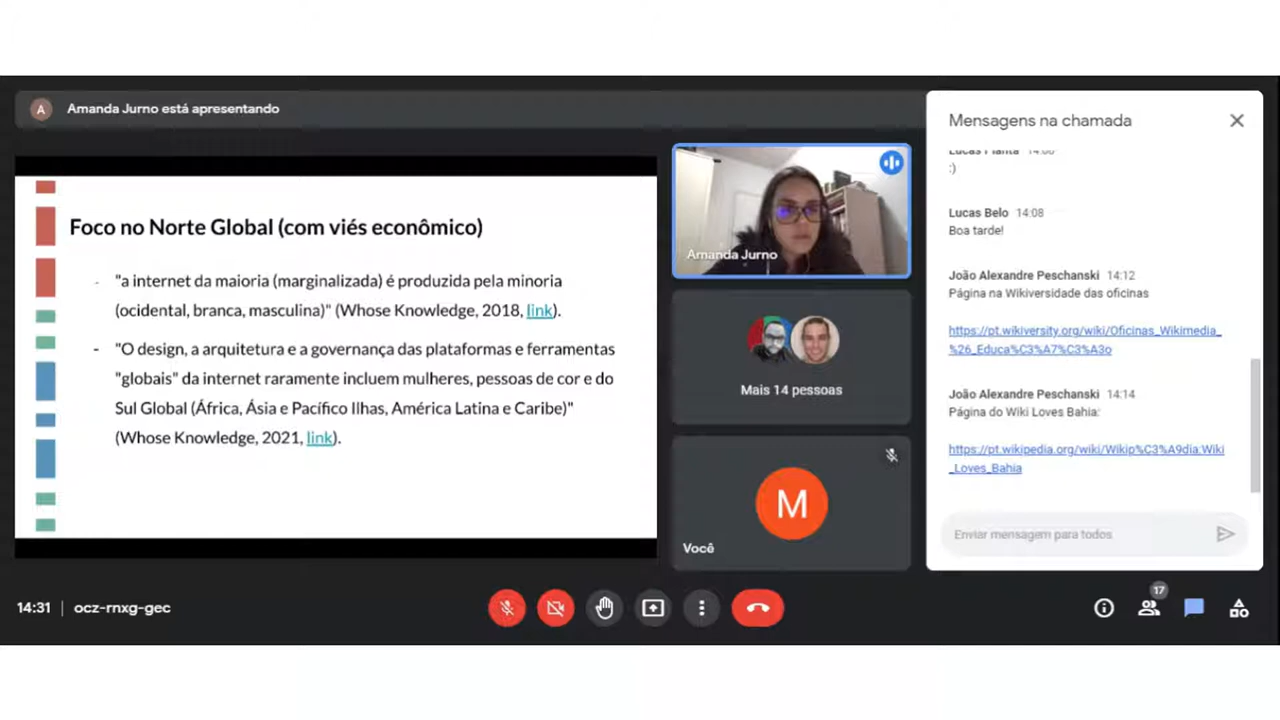 A
Amanda Jurno está apresentando
Foco no Norte Global (com viés econômico)
- "a internet da maioria (marginalizada) é produzida pela minoria
(ocidental, branca, masculina)" (Whose Knowledge, 2018, link).
- "O design, a arquitetura e a governança das plataformas e ferramentas
"globais" da internet raramente incluem mulheres, pessoas de cor e do
Sul Global (África, Ásia e Pacífico Ilhas, América Latina e Caribe)"
(Whose Knowledge, 2021, link).
Amanda Jurno
Mais 14 pessoas
M
Você
Mensagens na chamada
Lucas
:)
Lucas Belo 14:08
Boa tarde!
João Alexandre Peschanski 14:12
Página na Wikiversidade das oficinas
https://pt.wikiversity.org/wiki/Oficinas_Wikimedia_
%26_Educa%C3%A7%C3%A3o
João Alexandre Peschanski 14:14
Página do Wiki Loves Bahia:
https://pt.wikipedia.org/wiki/Wikip%C3%A9dia:Wiki
_Loves_Bahia
Enviar mensagem para todos
14:31 | ocz-rnxg-gec
17